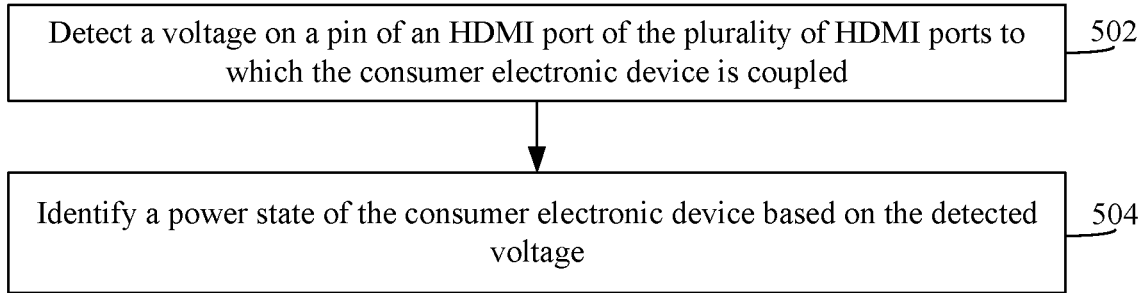 Detect a voltage on a pin of an HDMI port of the plurality of HDMI ports to
which the consumer electronic device is coupled
502
Identify a power state of the consumer electronic device based on the detected
voltage
504